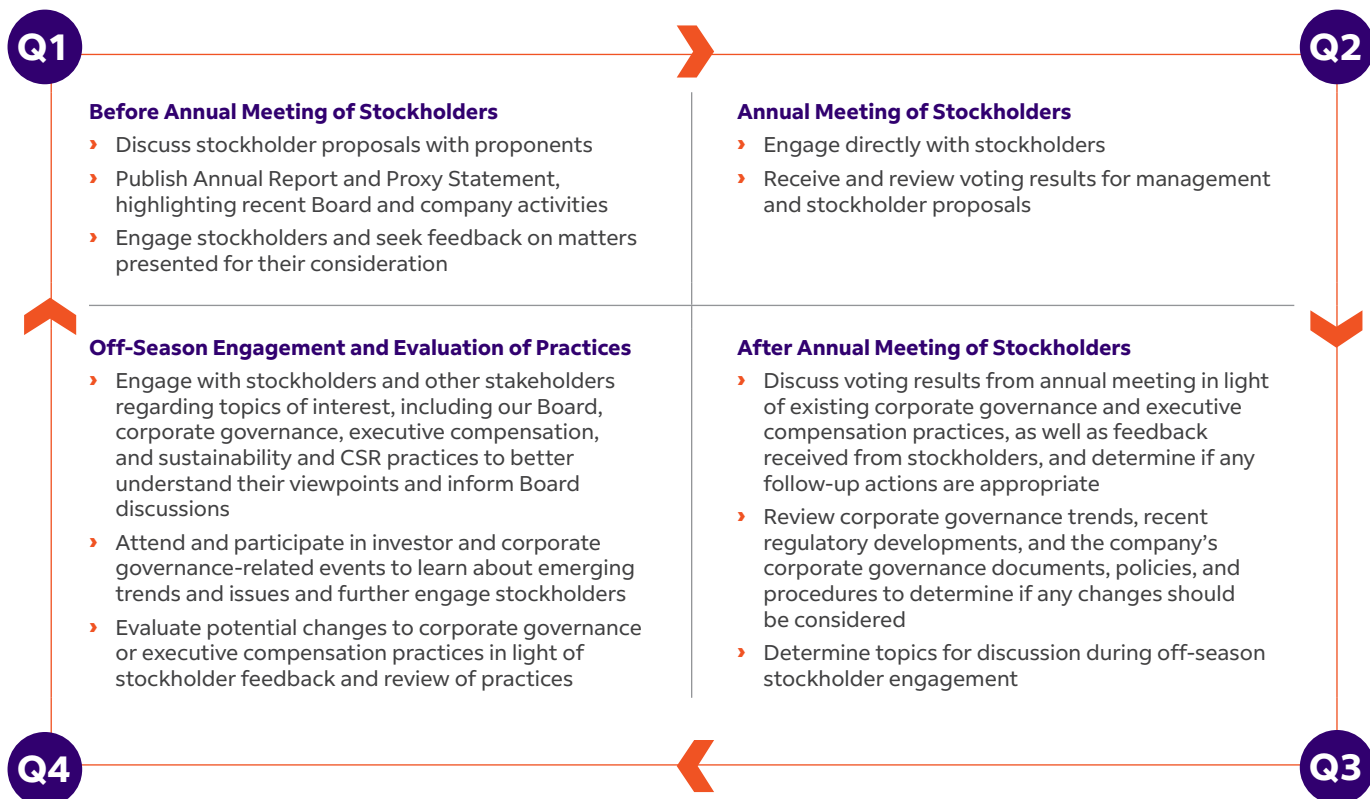 Q1
Q2
Before Annual Meeting of Stockholders
› Discuss stockholder proposals with proponents
› Publish Annual Report and Proxy Statement,
highlighting recent Board and company activities
› Engage stockholders and seek feedback on matters
presented for their consideration
Annual Meeting of Stockholders
› Engage directly with stockholders
› Receive and review voting results for management
and stockholder proposals
Off-Season Engagement and Evaluation of Practices
› Engage with stockholders and other stakeholders
regarding topics of interest, including our Board,
corporate governance, executive compensation,
and sustainability and CSR practices to better
understand their viewpoints and inform Board
discussions
› Attend and participate in investor and corporate
governance-related events to learn about emerging
trends and issues and further engage stockholders
› Evaluate potential changes to corporate governance
or executive compensation practices in light of
stockholder feedback and review of practices
After Annual Meeting of Stockholders
› Discuss voting results from annual meeting in light
of existing corporate governance and executive
compensation practices, as well as feedback
received from stockholders, and determine if any
follow-up actions are appropriate
› Review corporate governance trends, recent
regulatory developments, and the company’s
corporate governance documents, policies, and
procedures to determine if any changes should
be considered
› Determine topics for discussion during off-season
stockholder engagement
Q4
Q3